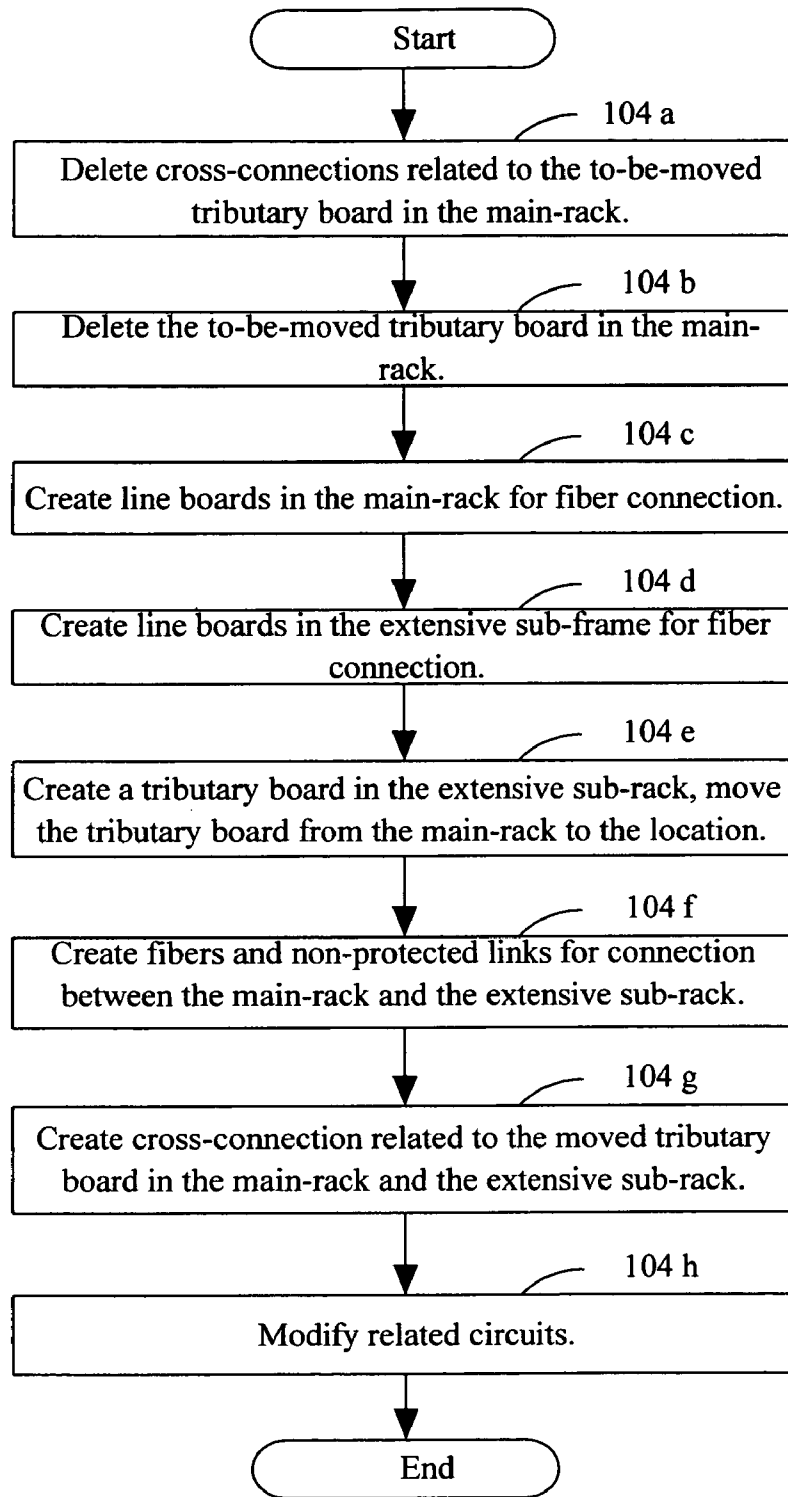 Start
104 a
Delete cross-connections related to the to-be-moved
tributary board in the main-rack.
104 b
Delete the to-be-moved tributary board in the main-
rack.
104 c
Create line boards in the main-rack for fiber connection.
104 d
Create line boards in the extensive sub-frame for fiber
connection.
104 e
Create a tributary board in the extensive sub-rack, move
the tributary board from the main-rack to the location.
104 f
Create fibers and non-protected links for connection
between the main-rack and the extensive sub-rack.
104 g
Create cross-connection related to the moved tributary
board in the main-rack and the extensive sub-rack.
104 h
Modify related circuits.
End